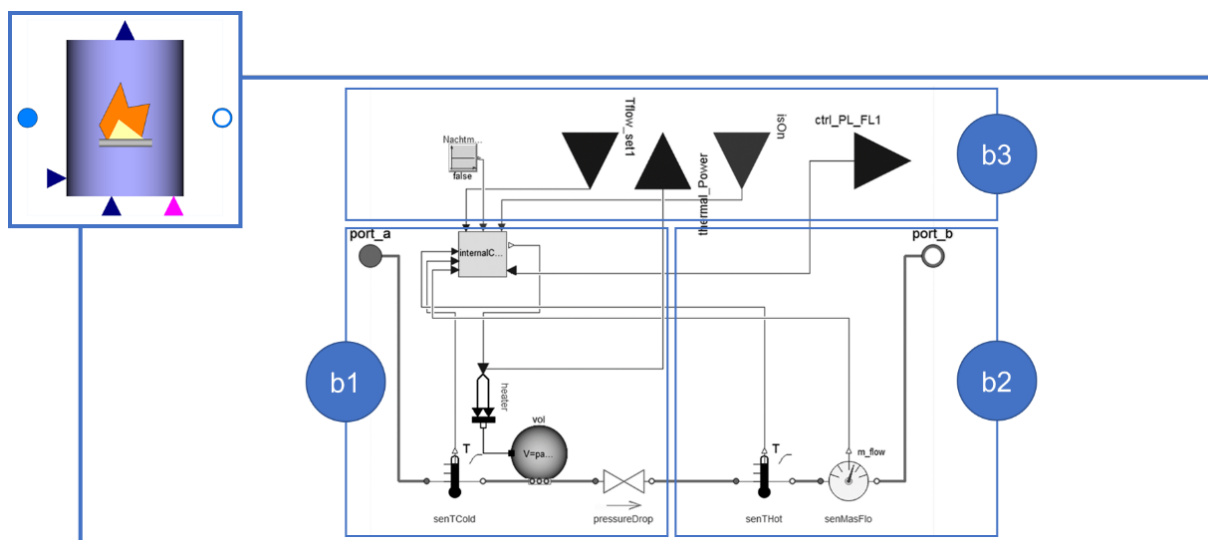 Tflow_set1
isOn
ctrl_PL_FL1
Nachtm...
false
thermal_Power
b3
port_a
port_b
internalC...
b1
heater
b2
vol
T
V=pa...
T
m_flow
senTCold
pressureDrop
senTHot
senMasFlo